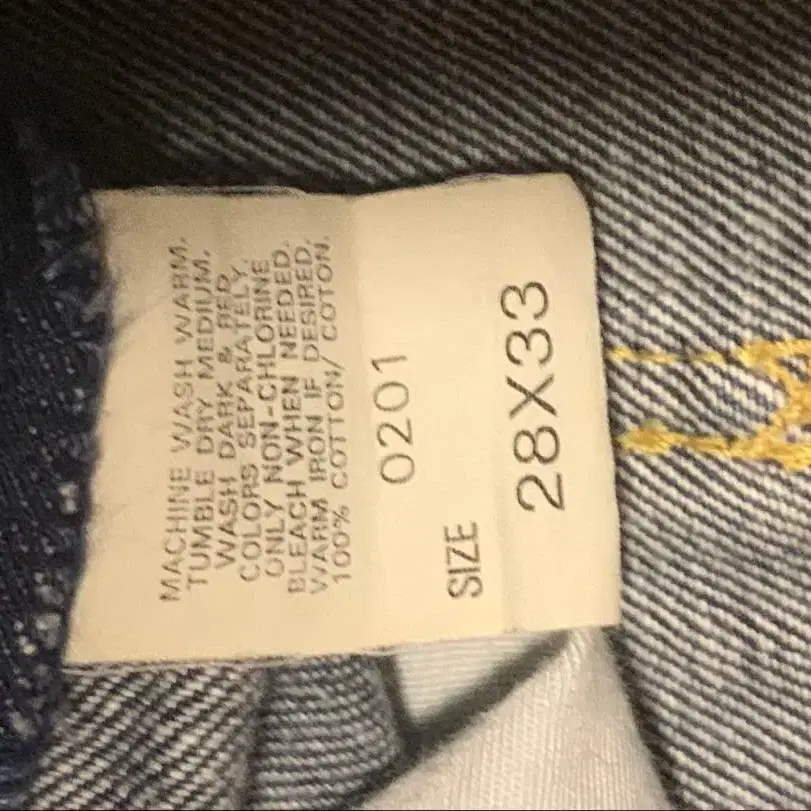 MACHINE WASH WARM.
TUMBLE DRY MEDIUM.
WASH DARK & RED
COLORS SEPARATELY.
ONLY NON-CHLORINE
BLEACH WHEN NEEDED.
WARM IRON IF DESIRED.
100% COTTON/ COTON.
0201
SIZE
28X33